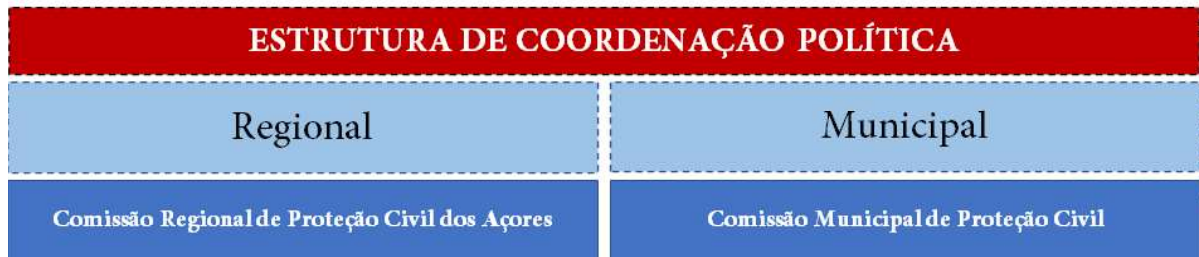 ESTRUTURA DE COORDENAÇÃO POLÍTICA
Regional
Municipal
Comissão Regional de Proteção Civil dos Açores
Comissão Municipal de Proteção Civil